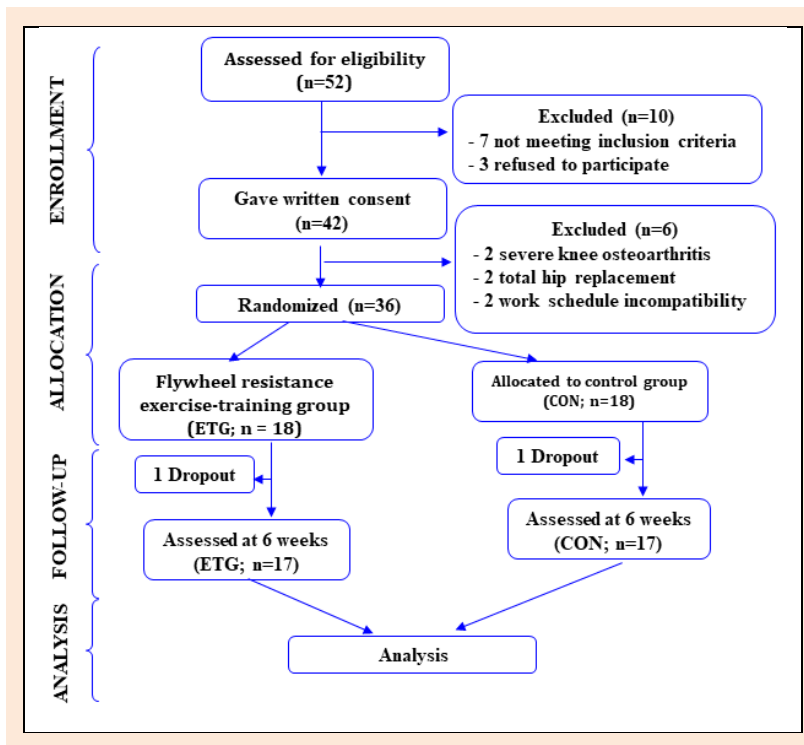 ENROLLMENT
Assessed for eligibility
(n=52)
Excluded (n=10)
- 7 not meeting inclusion criteria
- 3 refused to participate
Gave written consent
(n=42)
Excluded (n=6)
- 2 severe knee osteoarthritis
- 2 total hip replacement
- 2 work schedule incompatibility
ALLOCATION
Randomized (n=36)
Flywheel resistance
exercise-training group
(ETG; n = 18)
Allocated to control group
(CON; n=18)
FOLLOW-UP
1 Dropout
1 Dropout
Assessed at 6 weeks
(ETG; n=17)
Assessed at 6 weeks
(CON; n=17)
ANALYSIS
Analysis